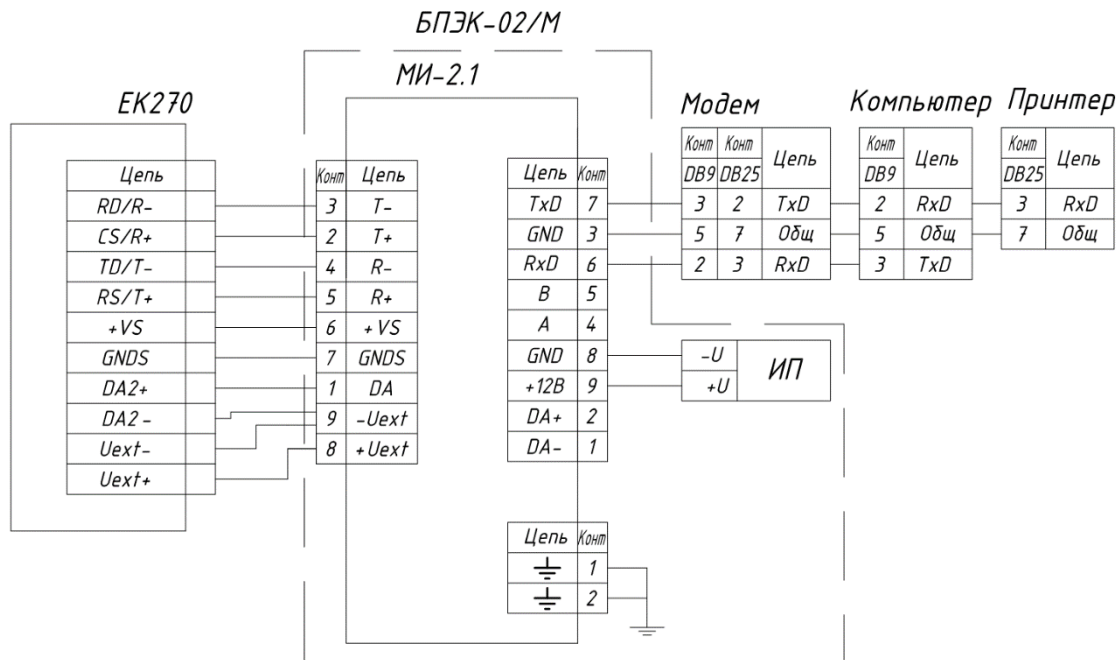 БПЭК-02/М
МИ-2.1
ЕК270
Модем Компьютер Принтер
Цепь
RD/R-
CS/R+
TD/T-
RS/T+
+VS
GNDS
DA2+
DA2 -
Uext-
Uext+
Конт Цепь
3 T-
2 T+
4 R-
5 R+
6 +VS
7 GNDS
1 DA
9 -Uext
8 +Uext
Цепь Конт
TxD 7
GND 3
RxD 6
B 5
A 4
GND 8
+12В 9
DA+ 2
DA- 1
Цепь Конт
1
2
Конт Конт Цепь
DB9 DB25
3 2 TxD
5 7 Общ
2 3 RxD
Конт Цепь
DB9
2 RxD
5 Общ
3 TxD
Конт Цепь
DB25
3 RxD
7 Общ
-U ИП
+U